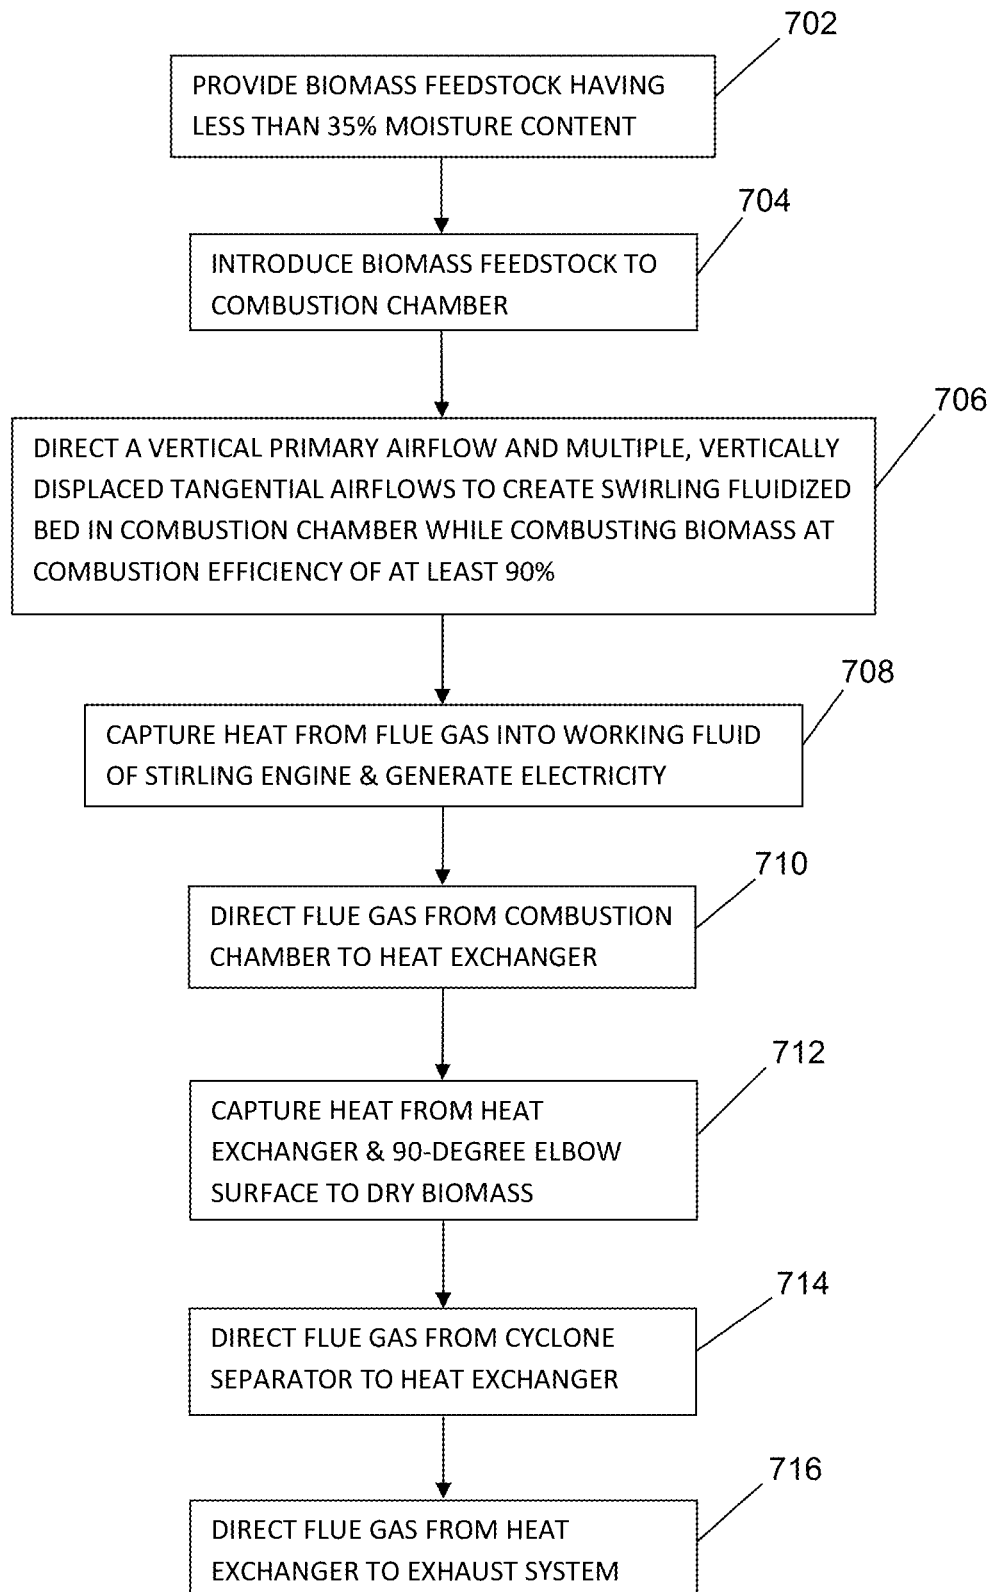 702
PROVIDE BIOMASS FEEDSTOCK HAVING
LESS THAN 35% MOISTURE CONTENT
704
INTRODUCE BIOMASS FEEDSTOCK TO
COMBUSTION CHAMBER
706
DIRECT A VERTICAL PRIMARY AIRFLOW AND MULTIPLE, VERTICALLY
DISPLACED TANGENTIAL AIRFLOWS TO CREATE SWIRLING FLUIDIZED
BED IN COMBUSTION CHAMBER WHILE COMBUSTING BIOMASS AT
COMBUSTION EFFICIENCY OF AT LEAST 90%
708
CAPTURE HEAT FROM FLUE GAS INTO WORKING FLUID
OF STIRLING ENGINE & GENERATE ELECTRICITY
710
DIRECT FLUE GAS FROM COMBUSTION
CHAMBER TO HEAT EXCHANGER
712
CAPTURE HEAT FROM HEAT
EXCHANGER & 90-DEGREE ELBOW
SURFACE TO DRY BIOMASS
714
DIRECT FLUE GAS FROM CYCLONE
SEPARATOR TO HEAT EXCHANGER
716
DIRECT FLUE GAS FROM HEAT
EXCHANGER TO EXHAUST SYSTEM